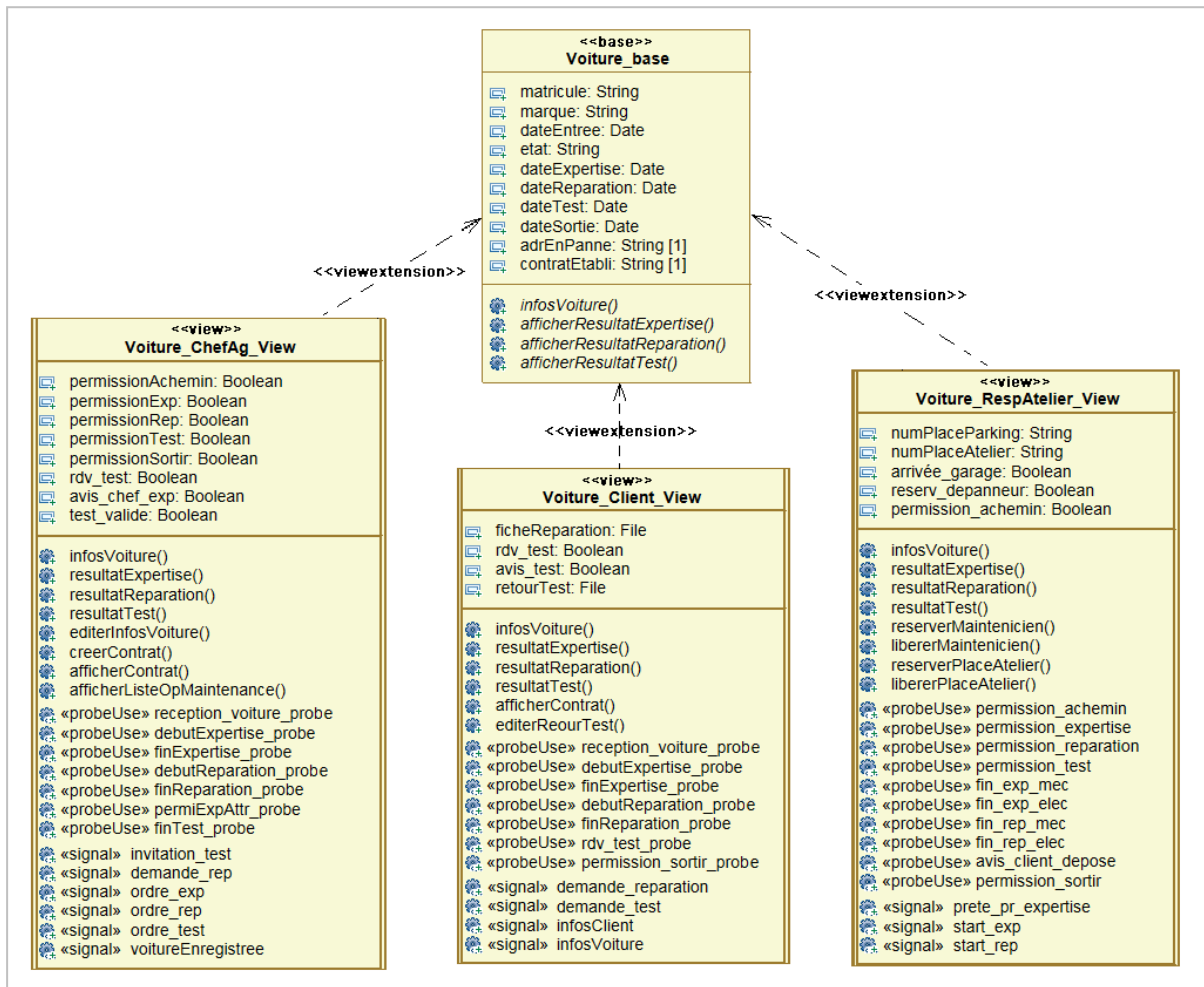 <<base>>
Voiture_base
matricule: String
marque: String
dateEntree: Date
etat: String
dateExpertise: Date
dateReparation: Date
dateTest: Date
dateSortie: Date
adrEnPanne: String [1]
contratEtabli: String [1]
infosVoiture()
afficherResultatExpertise()
afficherResultatReparation()
afficherResultatTest()
<<viewextension>>
<<viewextension>>
<<viewextension>>
<<view>>
Voiture_ChefAg_View
permissionAchemin: Boolean
permissionExp: Boolean
permissionRep: Boolean
permissionTest: Boolean
permissionSortir: Boolean
rdv_test: Boolean
avis_chef_exp: Boolean
test_valide: Boolean
infosVoiture()
resultatExpertise()
resultatReparation()
resultatTest()
editerInfosVoiture()
creerContrat()
afficherContrat()
afficherListeOpMaintenance()
«probeUse» reception_voiture_probe
«probeUse» debutExpertise_probe
«probeUse» finExpertise_probe
«probeUse» debutReparation_probe
«probeUse» finReparation_probe
«probeUse» permiExpAttr_probe
«probeUse» finTest_probe
«signal» invitation_test
«signal» demande_rep
«signal» ordre_exp
«signal» ordre_rep
«signal» ordre_test
«signal» voitureEnregistree
<<view>>
Voiture_Client_View
ficheReparation: File
rdv_test: Boolean
avis_test: Boolean
retourTest: File
infosVoiture()
resultatExpertise()
resultatReparation()
resultatTest()
afficherContrat()
editerReourTest()
«probeUse» reception_voiture_probe
«probeUse» debutExpertise_probe
«probeUse» finExpertise_probe
«probeUse» debutReparation_probe
«probeUse» finReparation_probe
«probeUse» rdv_test_probe
«probeUse» permission_sortir_probe
«signal» demande_reparation
«signal» demande_test
«signal» infosClient
«signal» infosVoiture
<<view>>
Voiture_RespAtelier_View
numPlaceParking: String
numPlaceAtelier: String
arrivée_garage: Boolean
reserv_depanneur: Boolean
permission_achemin: Boolean
infosVoiture()
resultatExpertise()
resultatReparation()
resultatTest()
reserverMaintenicien()
libererMaintenicien()
reserverPlaceAtelier()
libererPlaceAtelier()
«probeUse» permission_achemin
«probeUse» permission_expertise
«probeUse» permission_reparation
«probeUse» permission_test
«probeUse» fin_exp_mec
«probeUse» fin_exp_elec
«probeUse» fin_rep_mec
«probeUse» fin_rep_elec
«probeUse» avis_client_depose
«probeUse» permission_sortir
«signal» prete_pr_expertise
«signal» start_exp
«signal» start_rep